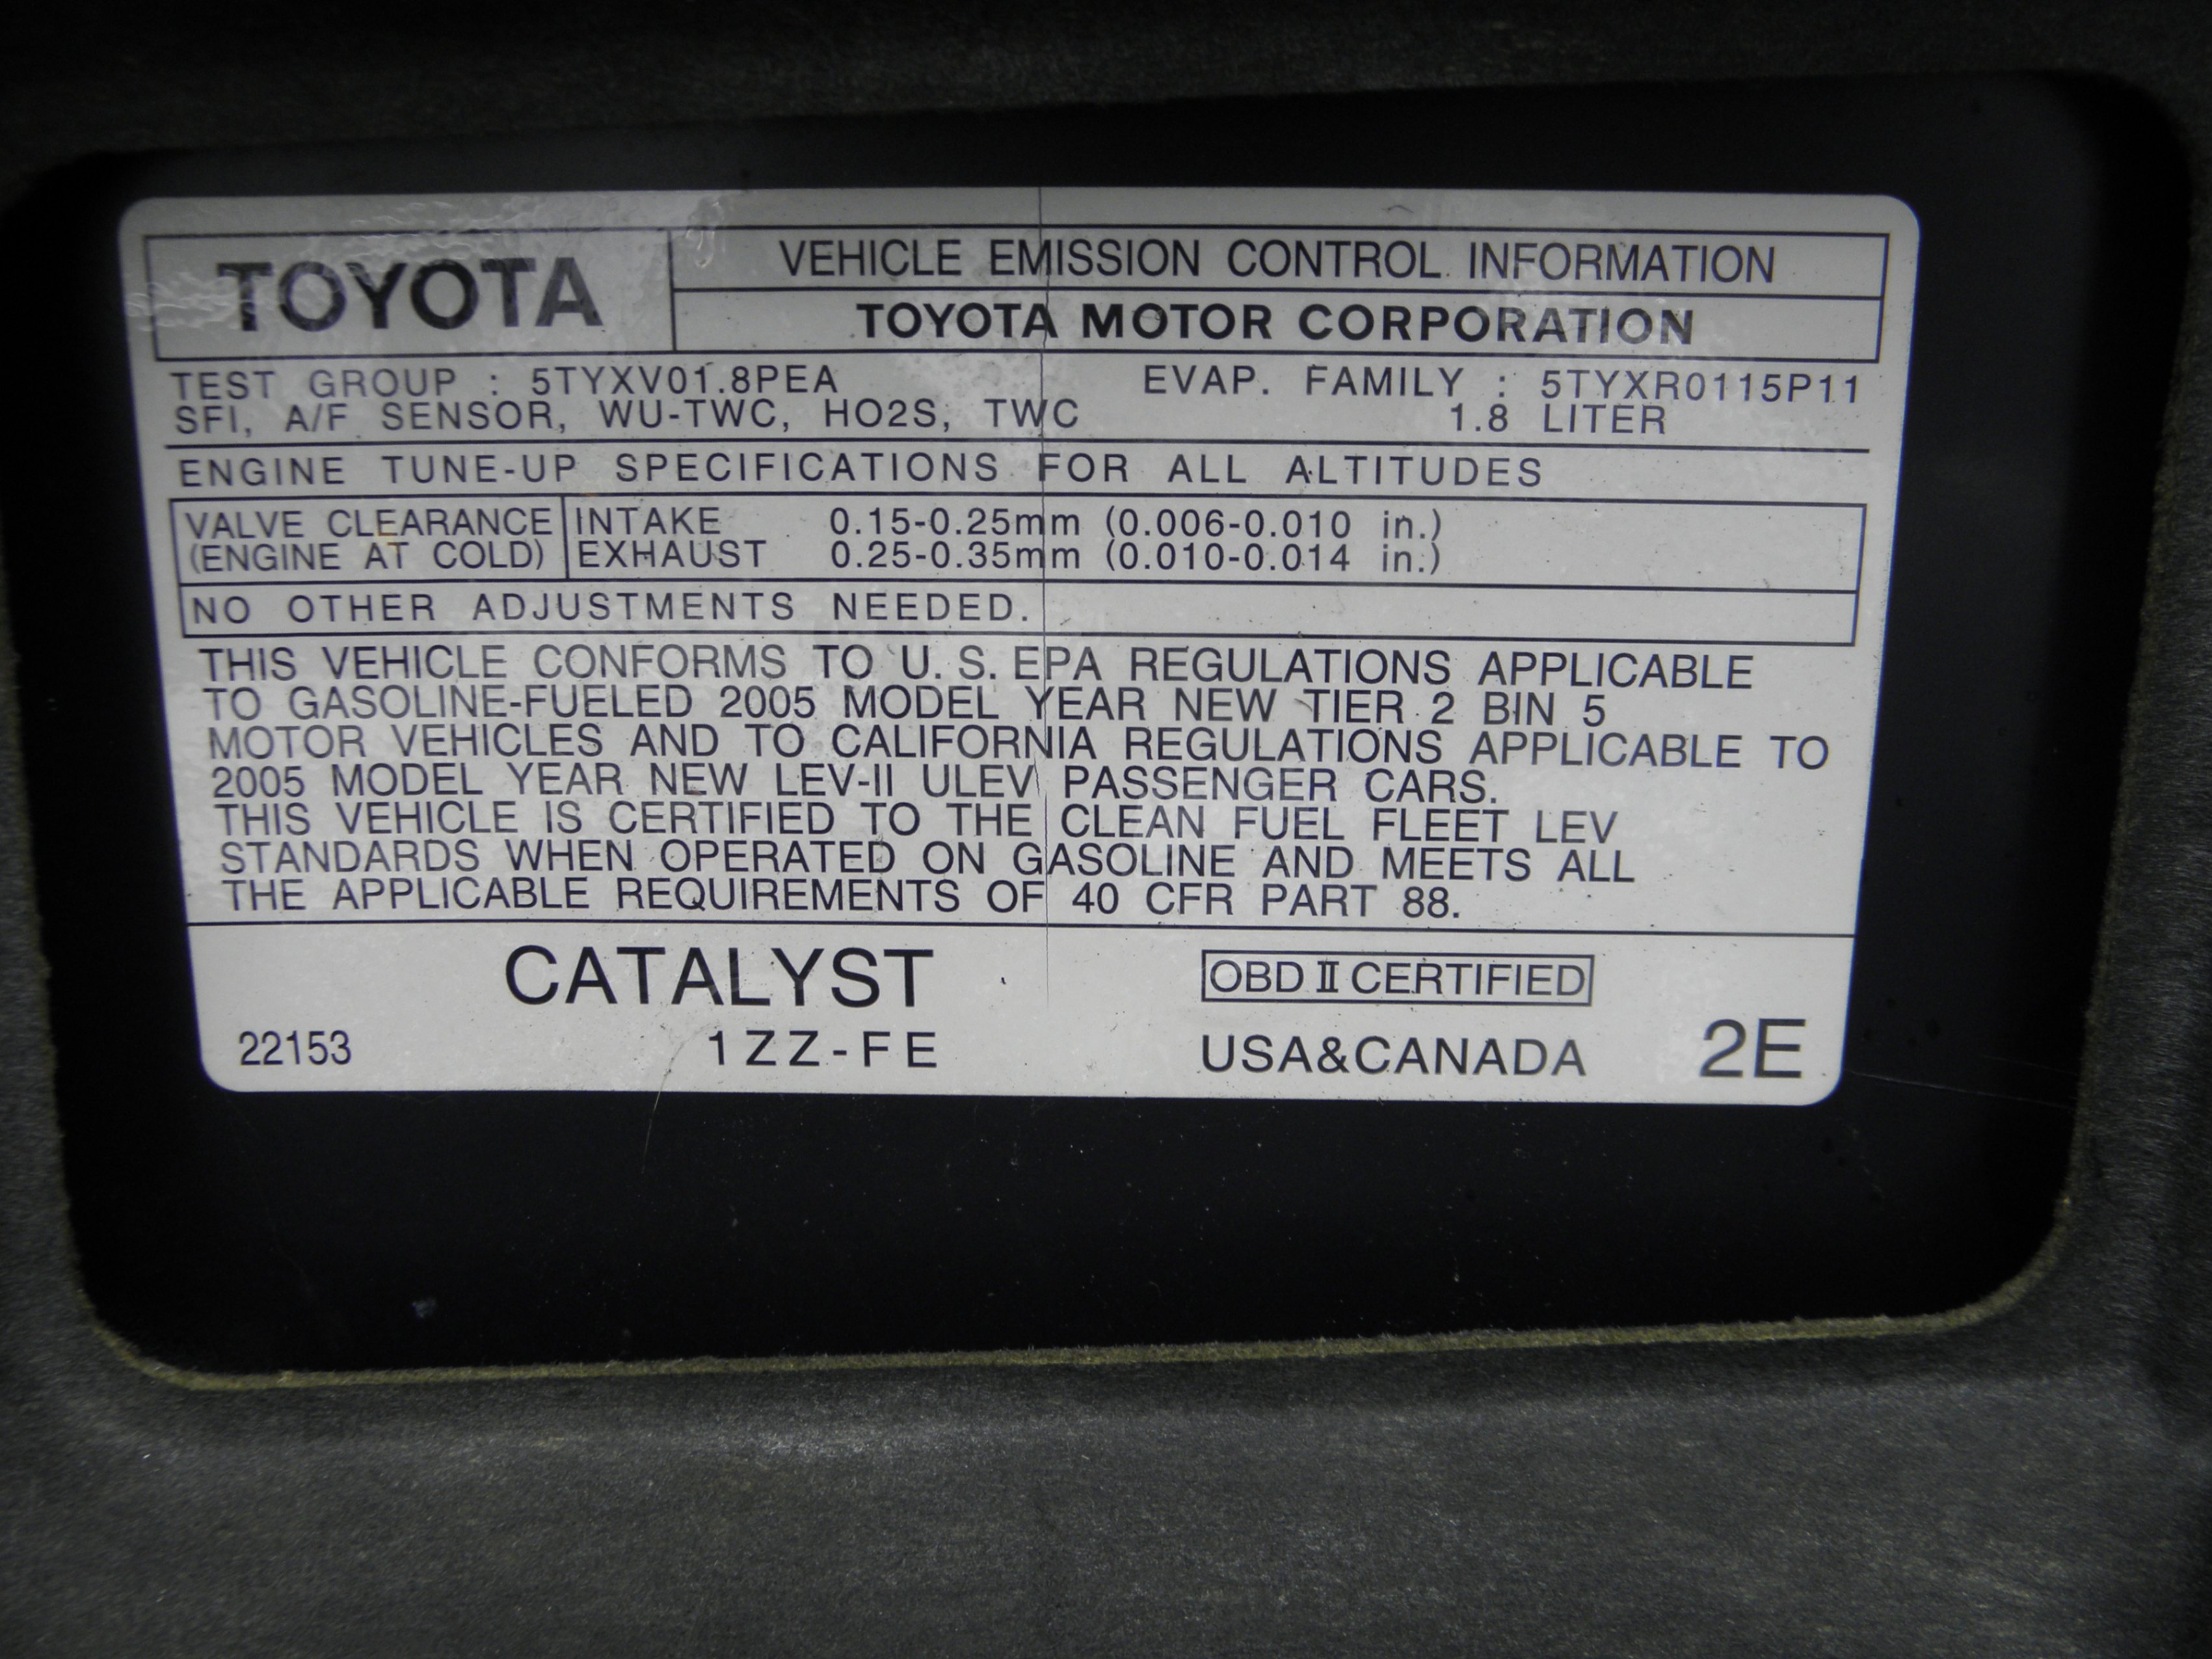 TOYOTA
VEHICLE EMISSION CONTROL INFORMATION
TOYOTA MOTOR CORPORATION
TEST GROUP : 5TYXV01.8PEA EVAP. FAMILY : 5TYXR0115P11
SFI, A/F SENSOR, WU-TWC, HO2S, TWC 1.8 LITER
ENGINE TUNE-UP SPECIFICATIONS FOR ALL ALTITUDES
VALVE CLEARANCE INTAKE 0.15-0.25mm (0.006-0.010 in.)
(ENGINE AT COLD) EXHAUST 0.25-0.35mm (0.010-0.014 in.)
NO OTHER ADJUSTMENTS NEEDED.
THIS VEHICLE CONFORMS TO U. S. EPA REGULATIONS APPLICABLE
TO GASOLINE-FUELED 2005 MODEL YEAR NEW TIER 2 BIN 5
MOTOR VEHICLES AND TO CALIFORNIA REGULATIONS APPLICABLE TO
2005 MODEL YEAR NEW LEV-II ULEV PASSENGER CARS.
THIS VEHICLE IS CERTIFIED TO THE CLEAN FUEL FLEET LEV
STANDARDS WHEN OPERATED ON GASOLINE AND MEETS ALL
THE APPLICABLE REQUIREMENTS OF 40 CFR PART 88.
CATALYST OBD II CERTIFIED
22153 1ZZ-FE USA&CANADA 2E